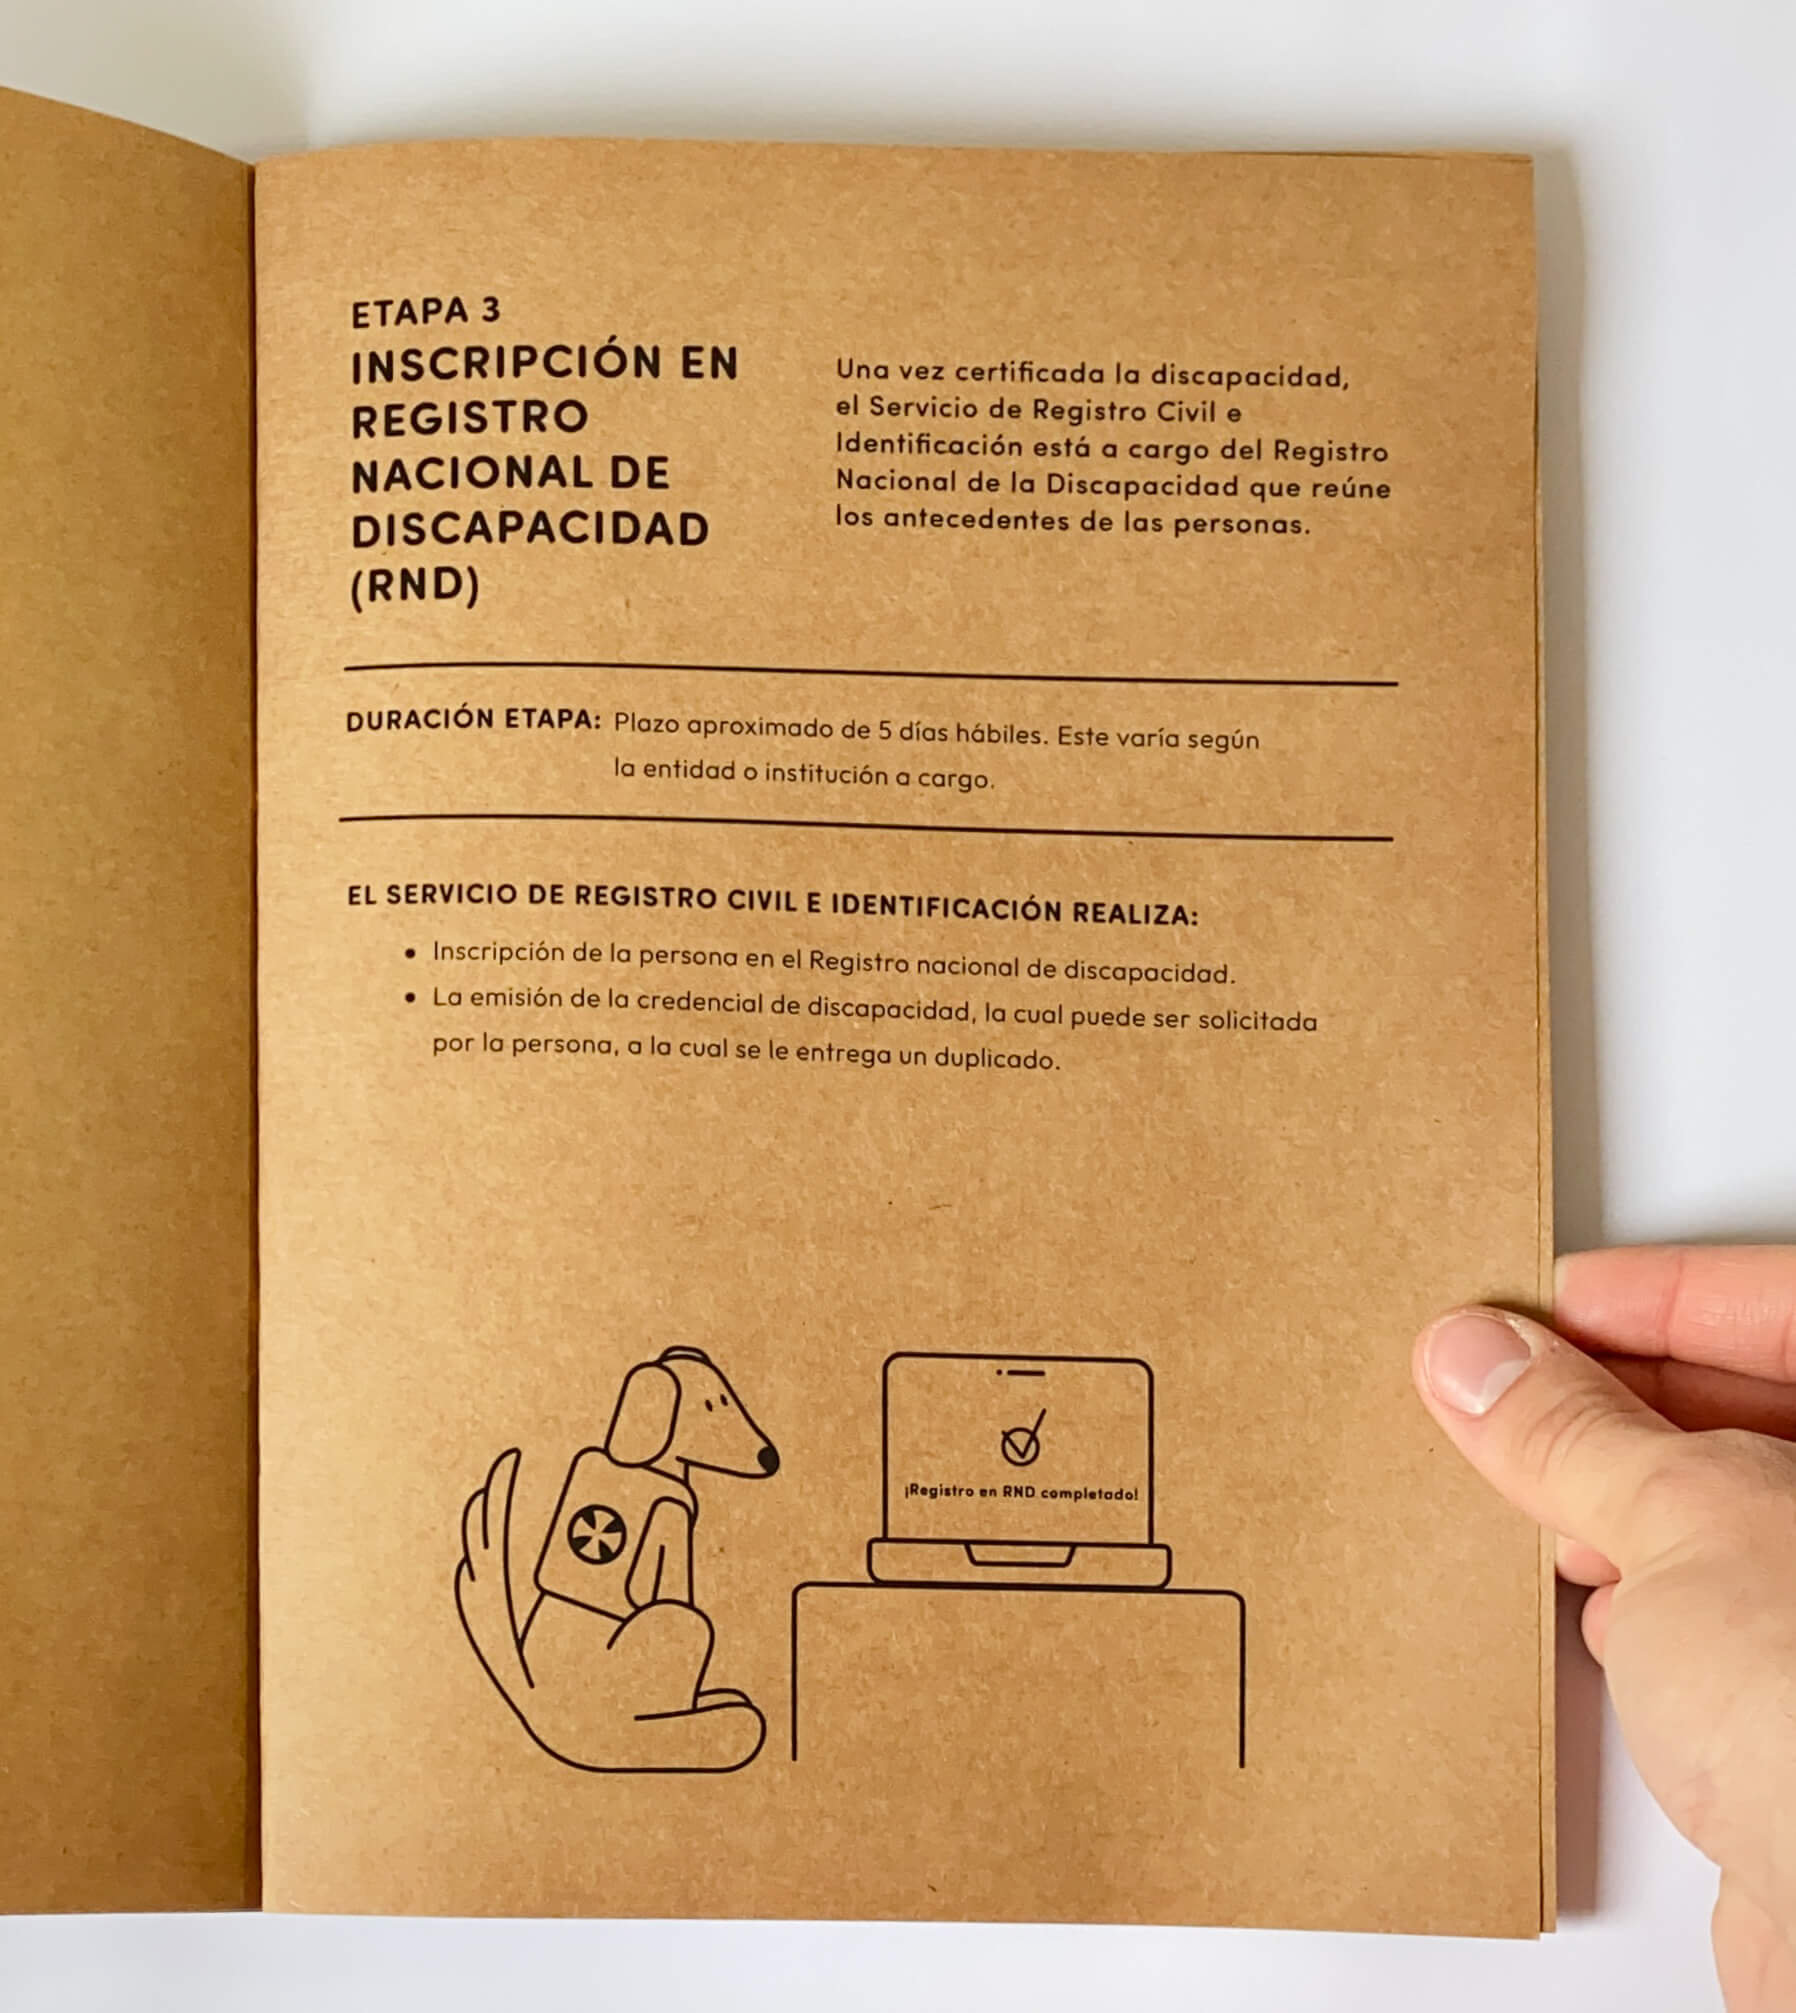 ETAPA 3
INSCRIPCIÓN EN
REGISTRO
NACIONAL DE
DISCAPACIDAD
(RND)
Una vez certificada la discapacidad,
el Servicio de Registro Civil e
Identificación está a cargo del Registro
Nacional de la Discapacidad que reúne
los antecedentes de las personas.
DURACIÓN ETAPA: Plazo aproximado de 5 días hábiles. Este varía según
la entidad o institución a cargo.
EL SERVICIO DE REGISTRO CIVIL E IDENTIFICACIÓN REALIZA:
• Inscripción de la persona en el Registro nacional de discapacidad.
• La emisión de la credencial de discapacidad, la cual puede ser solicitada
por la persona, a la cual se le entrega un duplicado.
¡Registro en RND completado!